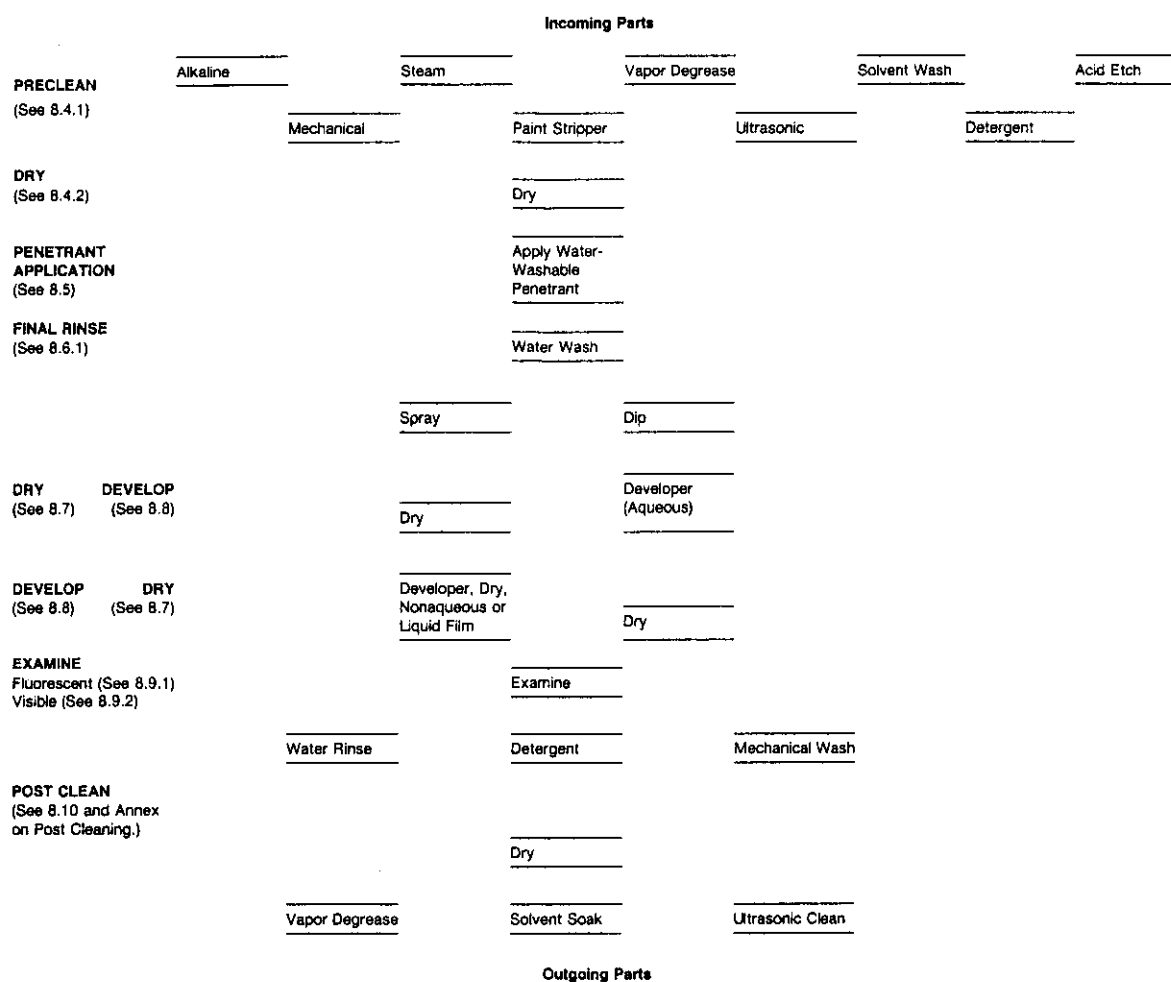 Incoming Parts
Alkaline Steam Vapor Degrease Solvent Wash Acid Etch
PRECLEAN
(See 8.4.1)
Mechanical Paint Stripper Ultrasonic Detergent
DRY
(See 8.4.2)
Dry
PENETRANT
APPLICATION
(See 8.5)
Apply Water-
Washable
Penetrant
FINAL RINSE
(See 8.6.1)
Water Wash
Spray Dip
DRY DEVELOP
(See 8.7) (See 8.8)
Dry
Developer
(Aqueous)
DEVELOP DRY
(See 8.8) (See 8.7)
Developer, Dry,
Nonaqueous or
Liquid Film
Dry
EXAMINE
Fluorescent (See 8.9.1)
Visible (See 8.9.2)
Examine
Water Rinse Detergent Mechanical Wash
POST CLEAN
(See 8.10 and Annex
on Post Cleaning.)
Dry
Vapor Degrease Solvent Soak Ultrasonic Clean
Outgoing Parts